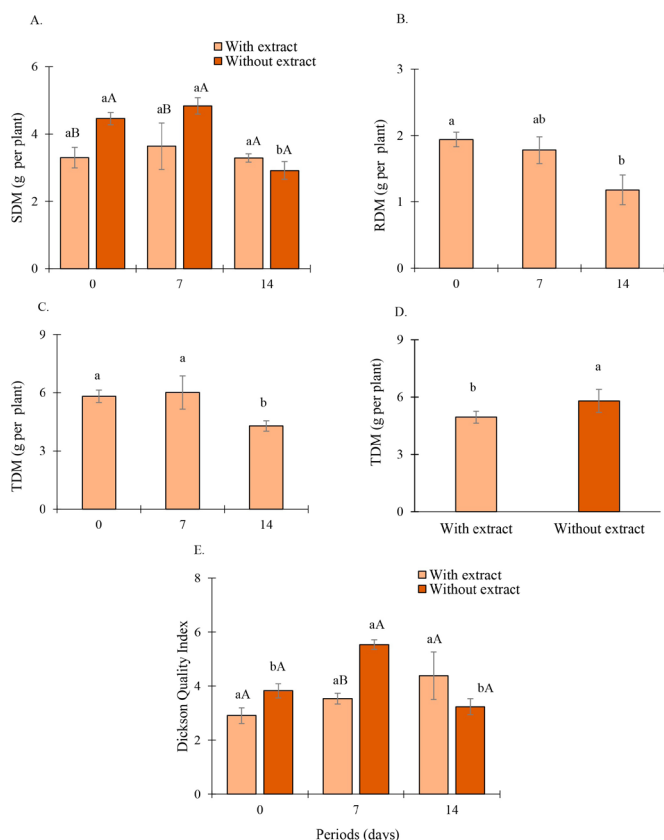 A.
With extract
Without extract
6
4
2
0
SDM (g per plant)
aB
aA
aB
aA
aA
bA
0
7
14
B.
3
2
1
0
RDM (g per plant)
a
ab
b
0
7
14
C.
9
6
3
0
TDM (g per plant)
a
a
b
0
7
14
D.
9
6
3
0
TDM (g per plant)
b
a
With extract
Without extract
E.
With extract
Without extract
8
6
4
2
0
Dickson Quality Index
aA
bA
aB
aA
aA
bA
0
7
14
Periods (days)